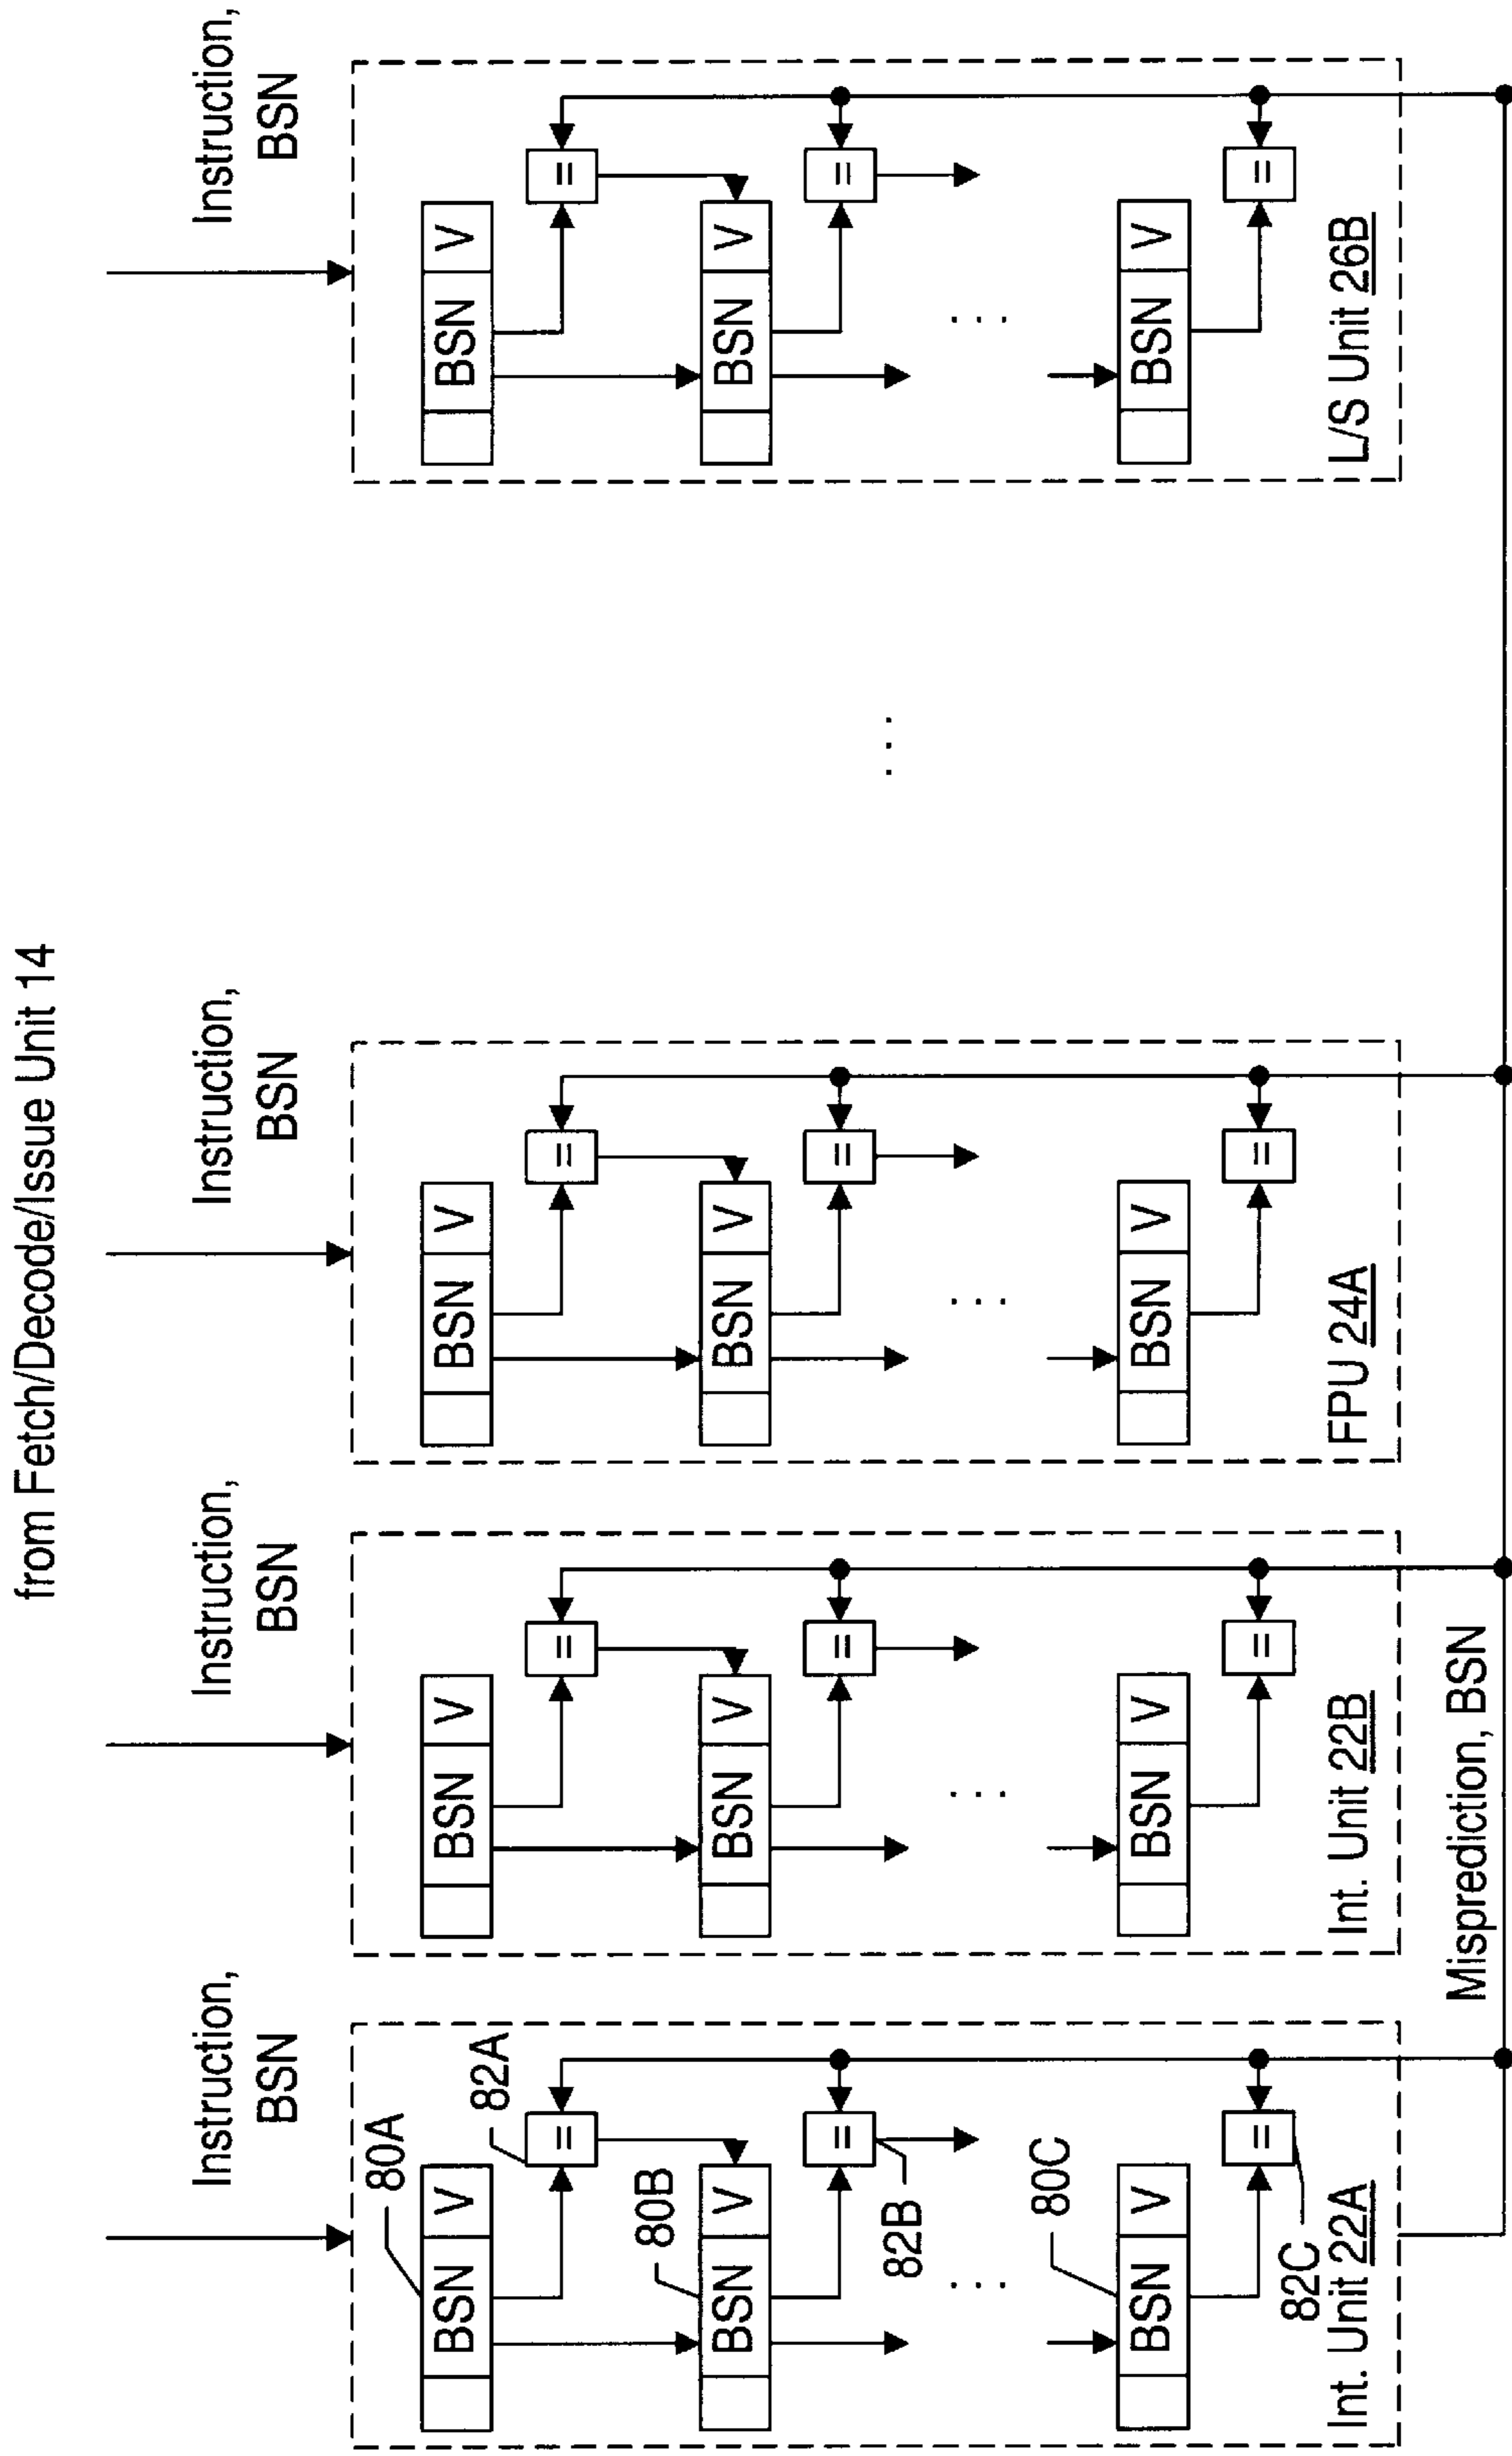 from Fetch/Decode/Issue Unit 14
Instruction,
BSN
Instruction,
BSN
Instruction,
BSN
Instruction,
BSN
80A
82A
BSN V
=
BSN V
=
BSN V
=
BSN V
=
80B
BSN V
=
82B
BSN V
=
BSN V
=
BSN V
=
. . .
. . .
. . .
. . .
. . .
80C
BSN V
=
82C
BSN V
=
BSN V
=
BSN V
=
Int. Unit 22A
Int. Unit 22B
FPU 24A
L/S Unit 26B
Misprediction, BSN